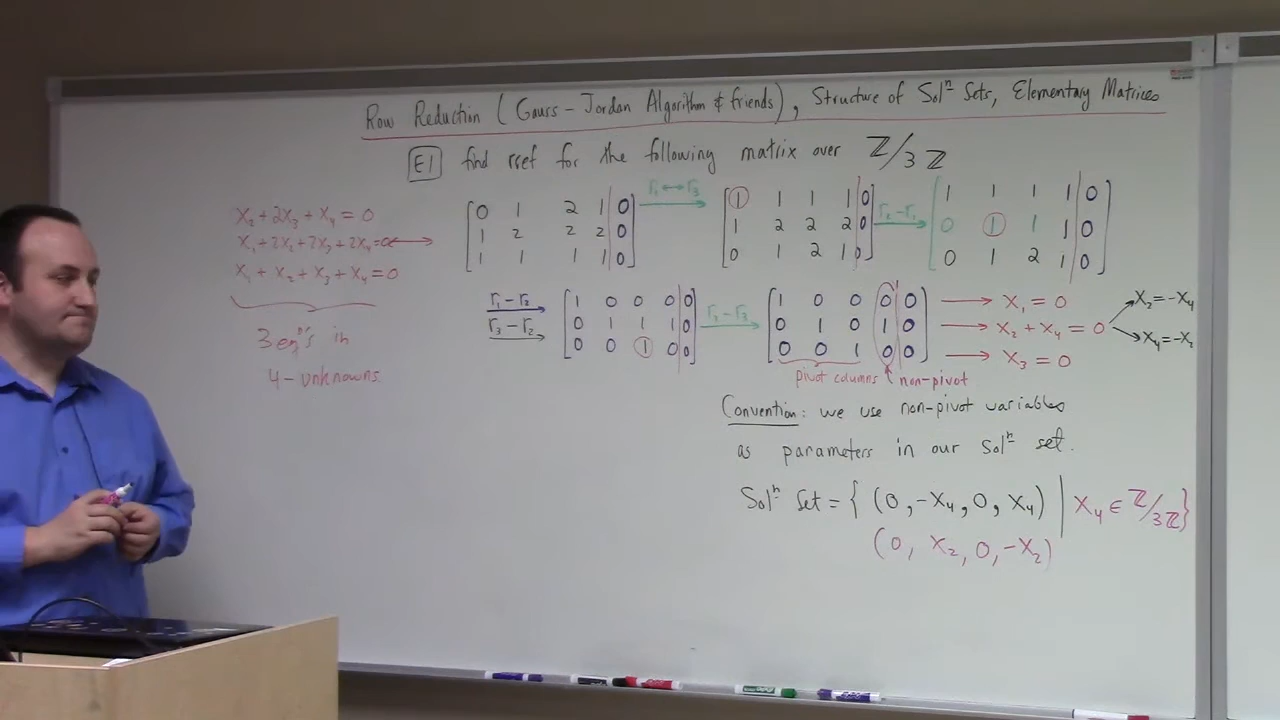 Row Reduction (Gauss-Jordan Algorithm & friends), Structure of Solⁿ Sets, Elementary Matrices
E1 find rref for the following matrix over ℤ/3ℤ
X₂ + 2X₃ + X₄ = 0
X₁ + 2X₂ + 2X₃ + 2X₄ = 0
X₁ + X₂ + X₃ + X₄ = 0
3 eqⁿ's in
4-unknowns.
0 1 2 1 | 0
1 2 2 2 | 0
1 1 1 1 | 0
r₁ ↔ r₃
1 1 1 1 | 0
1 2 2 2 | 0
0 1 2 1 | 0
r₂ - r₁
1 1 1 1 | 0
0 1 1 1 | 0
0 1 2 1 | 0
r₁ - r₂
r₃ - r₂
1 0 0 0 | 0
0 1 1 1 | 0
0 0 1 0 | 0
r₂ - r₃
1 0 0 0 | 0
0 1 0 1 | 0
0 0 1 0 | 0
pivot columns
non-pivot
X₁ = 0
X₂ + X₄ = 0
X₃ = 0
X₂ = -X₄
X₄ = -X₂
Convention: we use non-pivot variables
as parameters in our Solⁿ set.
Solⁿ Set = { (0, -X₄, 0, X₄) | X₄ ∈ ℤ/3ℤ }
(0, X₂, 0, -X₂)